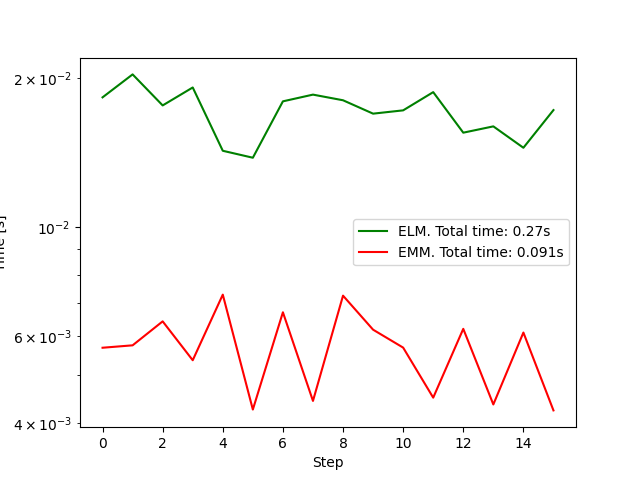 2 × 10⁻²
10⁻²
6 × 10⁻³
4 × 10⁻³
Time [s]
ELM. Total time: 0.27s
EMM. Total time: 0.091s
0 2 4 6 8 10 12 14
Step